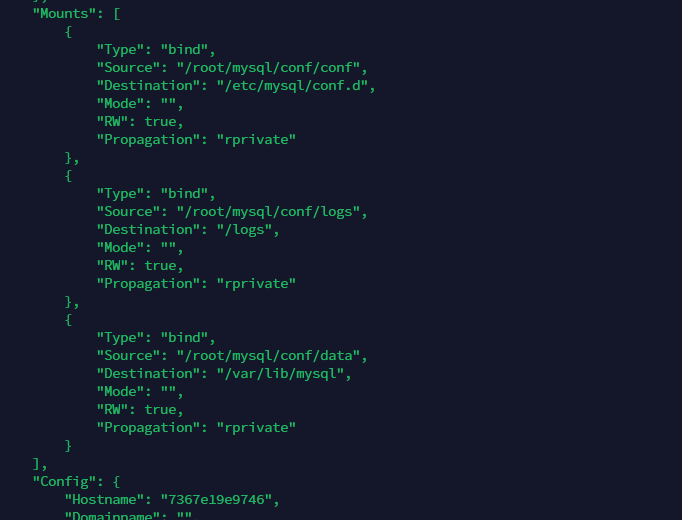 "Mounts": [
{
"Type": "bind",
"Source": "/root/mysql/conf/conf",
"Destination": "/etc/mysql/conf.d",
"Mode": "",
"RW": true,
"Propagation": "rprivate"
},
{
"Type": "bind",
"Source": "/root/mysql/conf/logs",
"Destination": "/logs",
"Mode": "",
"RW": true,
"Propagation": "rprivate"
},
{
"Type": "bind",
"Source": "/root/mysql/conf/data",
"Destination": "/var/lib/mysql",
"Mode": "",
"RW": true,
"Propagation": "rprivate"
}
],
"Config": {
"Hostname": "7367e19e9746",
"Domainname": ""